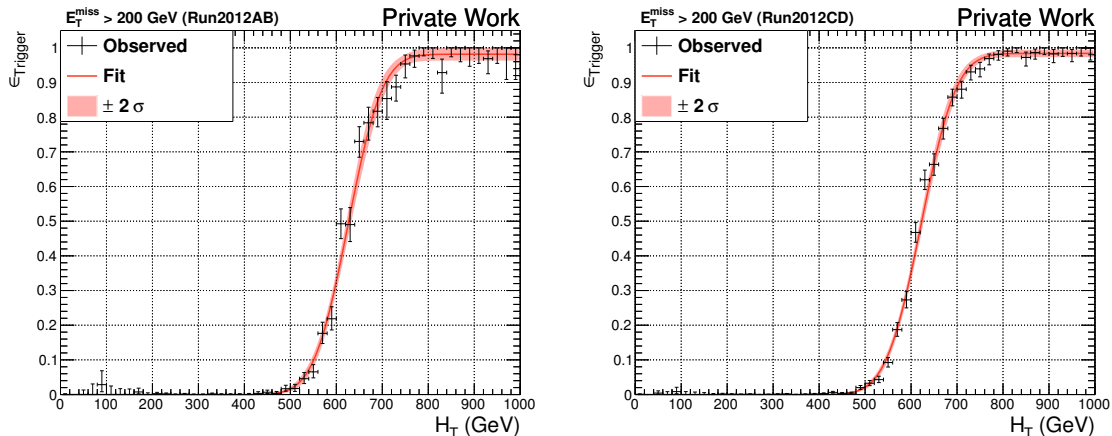 E_T^miss > 200 GeV (Run2012AB)
Private Work
ϵ_Trigger
Observed
Fit
± 2 σ
1
0.9
0.8
0.7
0.6
0.5
0.4
0.3
0.2
0.1
0
0 100 200 300 400 500 600 700 800 900 1000
H_T (GeV)
E_T^miss > 200 GeV (Run2012CD)
Private Work
ϵ_Trigger
Observed
Fit
± 2 σ
1
0.9
0.8
0.7
0.6
0.5
0.4
0.3
0.2
0.1
0
0 100 200 300 400 500 600 700 800 900 1000
H_T (GeV)